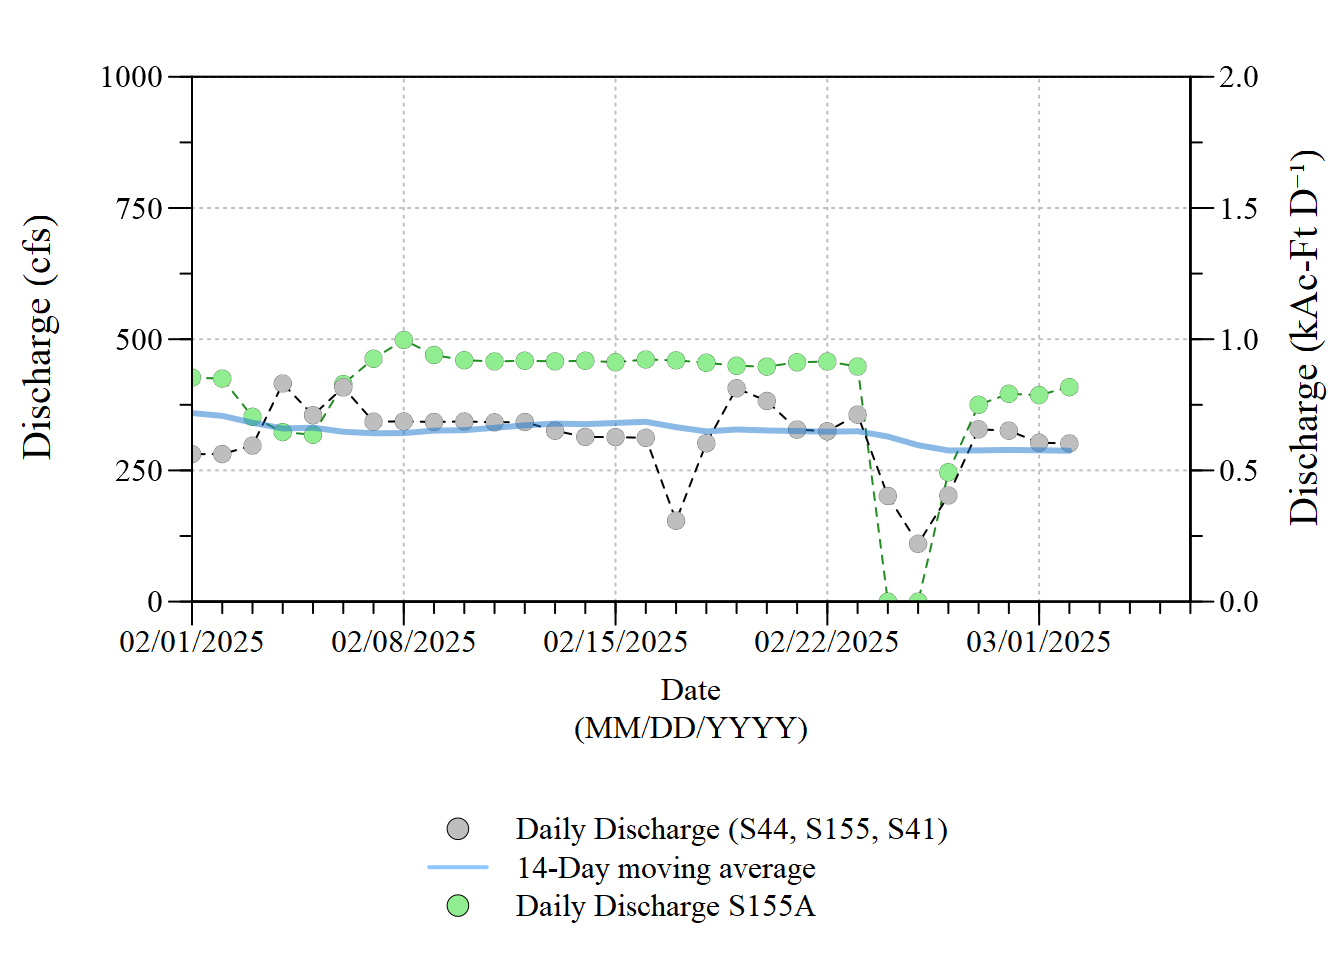 1000
750
500
250
0
Discharge (cfs)
2.0
1.5
1.0
0.5
0.0
Discharge (kAc-Ft D⁻¹)
02/01/2025 02/08/2025 02/15/2025 02/22/2025 03/01/2025
Date
(MM/DD/YYYY)
Daily Discharge (S44, S155, S41)
14-Day moving average
Daily Discharge S155A